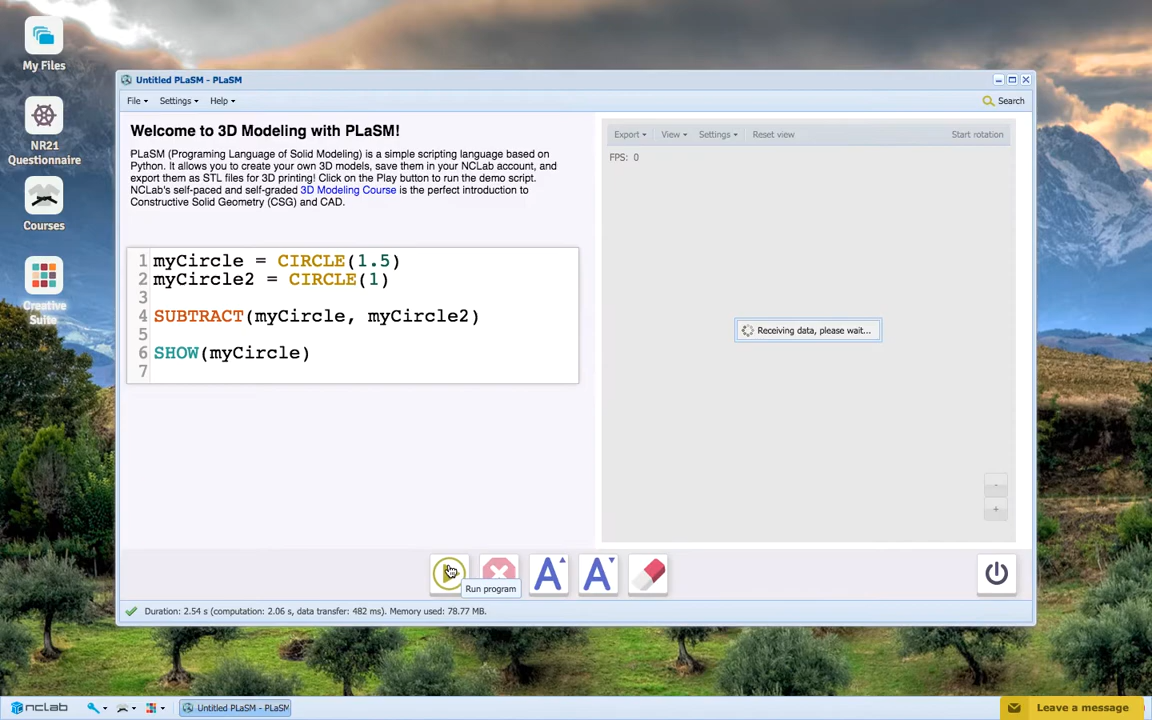 My Files
NR21
Questionnaire
Courses
Creative
Suite
Untitled PLaSM - PLaSM
File
Settings
Help
Search
Welcome to 3D Modeling with PLaSM!
PLaSM (Programing Language of Solid Modeling) is a simple scripting language based on
Python. It allows you to create your own 3D models, save them in your NCLab account, and
export them as STL files for 3D printing! Click on the Play button to run the demo script.
NCLab's self-paced and self-graded 3D Modeling Course is the perfect introduction to
Constructive Solid Geometry (CSG) and CAD.
1 myCircle = CIRCLE(1.5)
2 myCircle2 = CIRCLE(1)
3
4 SUBTRACT(myCircle, myCircle2)
5
6 SHOW(myCircle)
7
Export
View
Settings
Reset view
Start rotation
FPS: 0
Receiving data, please wait...
-
+
A
A
Run program
Duration: 2.54 s (computation: 2.06 s, data transfer: 482 ms). Memory used: 78.77 MB.
nclab
Untitled PLaSM - PLaSM
Leave a message